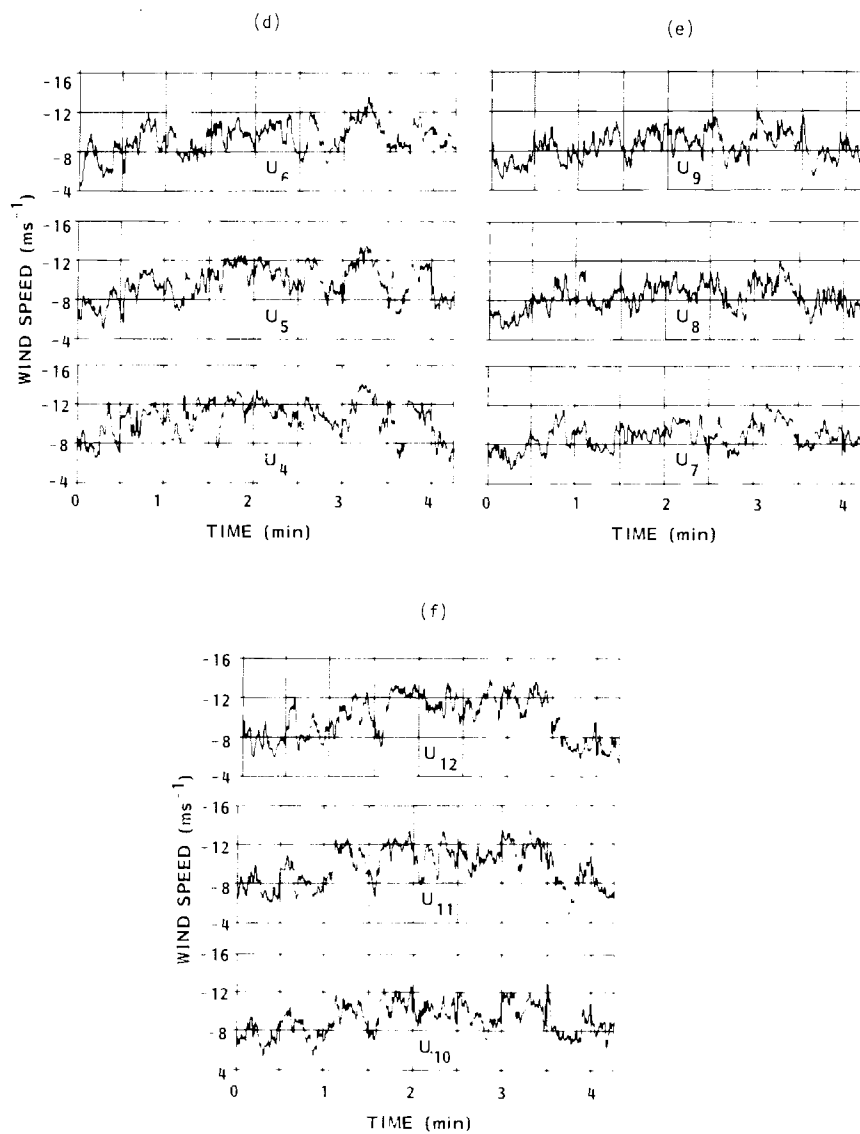 (d)
(e)
-16
-12
-8
-4
U6
U9
WIND SPEED (ms-1)
-16
-12
-8
-4
U5
U8
-16
-12
-8
-4
U4
U7
0 1 2 3 4
0 1 2 3 4
TIME (min)
TIME (min)
(f)
-16
-12
-8
-4
U12
WIND SPEED (ms-1)
-16
-12
-8
-4
U11
-16
-12
-8
4
U10
0 1 2 3 4
TIME (min)